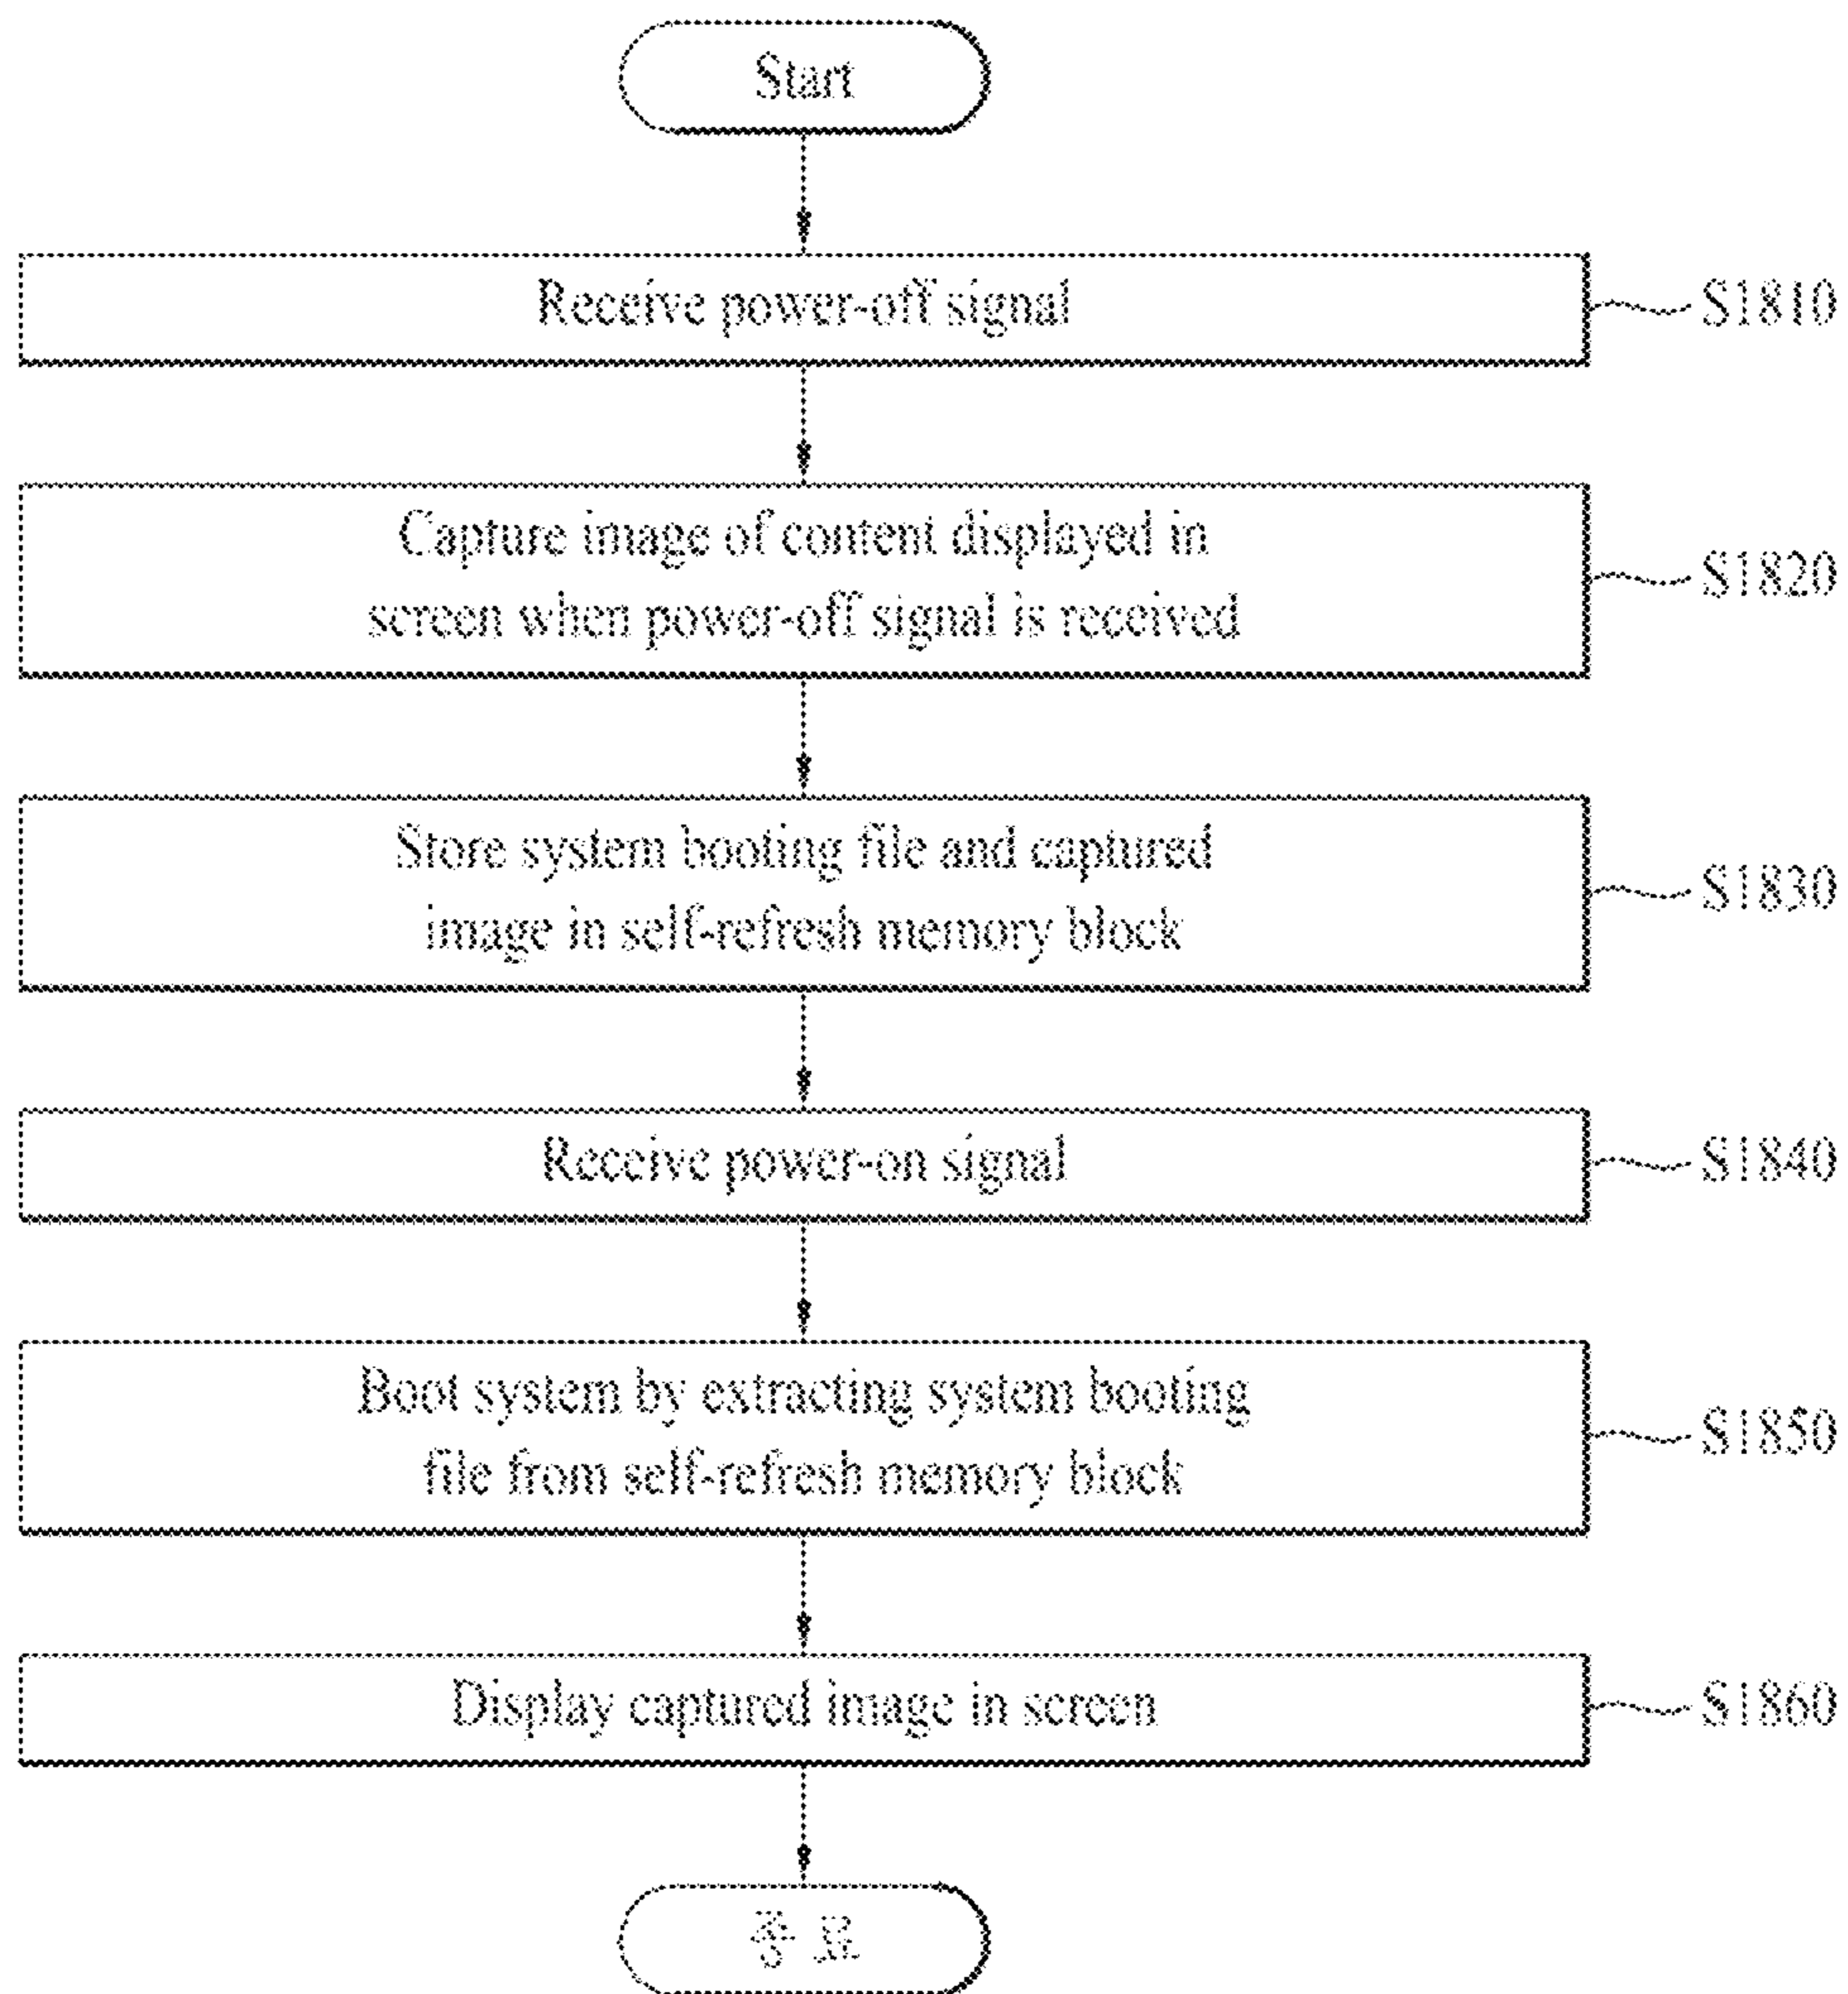 Start
Receive power-off signal
S1810
Capture image of content displayed in
screen when power-off signal is received
S1820
Store system booting file and captured
image in self-refresh memory block
S1830
Receive power-on signal
S1840
Boot system by extracting system booting
file from self-refresh memory block
S1850
Display captured image in screen
S1860
종 료